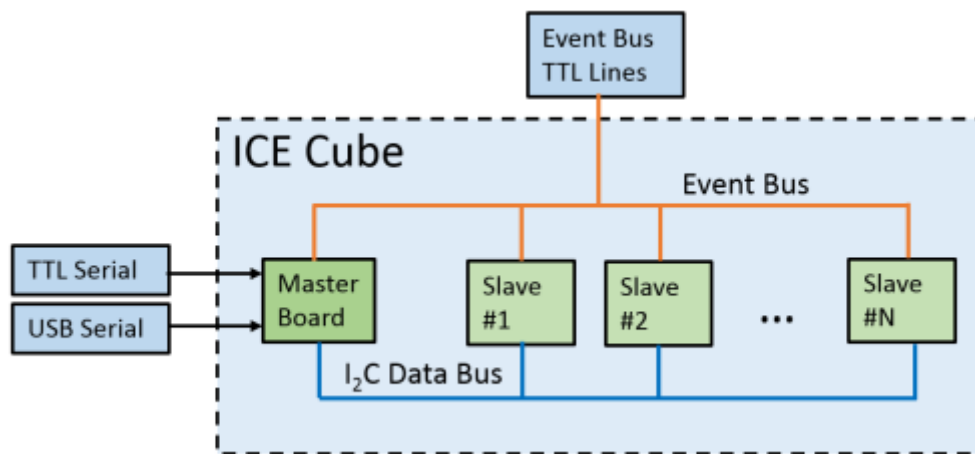 Event Bus
TTL Lines
ICE Cube
Event Bus
TTL Serial
USB Serial
Master
Board
Slave
#1
Slave
#2
...
Slave
#N
I₂C Data Bus